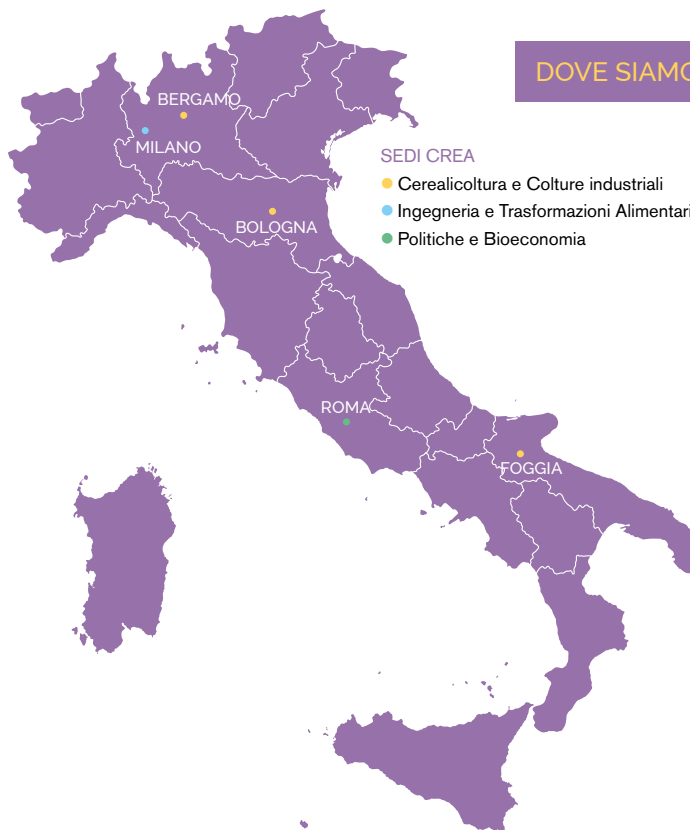 DOVE SIAMO
BERGAMO
MILANO
SEDI CREA
Cerealicoltura e Colture industriali
Ingegneria e Trasformazioni Alimentari
Politiche e Bioeconomia
BOLOGNA
ROMA
FOGGIA